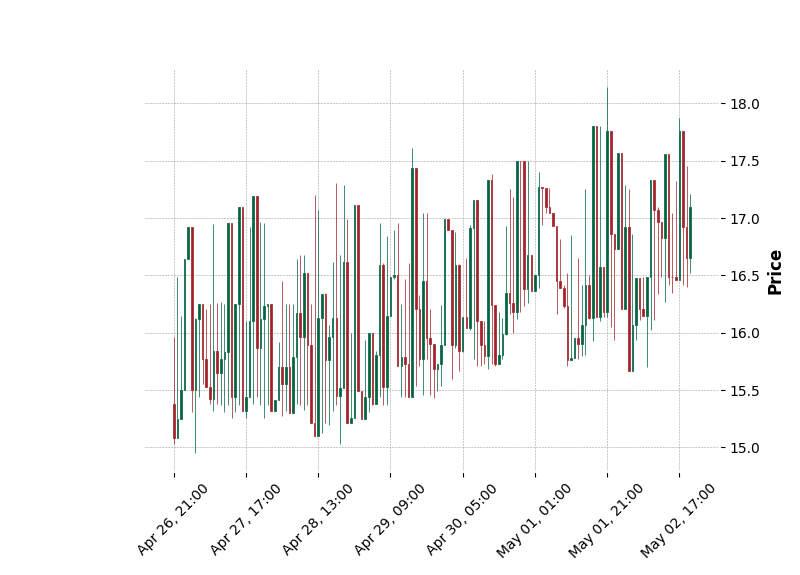 18.0
17.5
17.0
16.5
16.0
15.5
15.0
Price
Apr 26, 21:00
Apr 27, 17:00
Apr 28, 13:00
Apr 29, 09:00
Apr 30, 05:00
May 01, 01:00
May 01, 21:00
May 02, 17:00